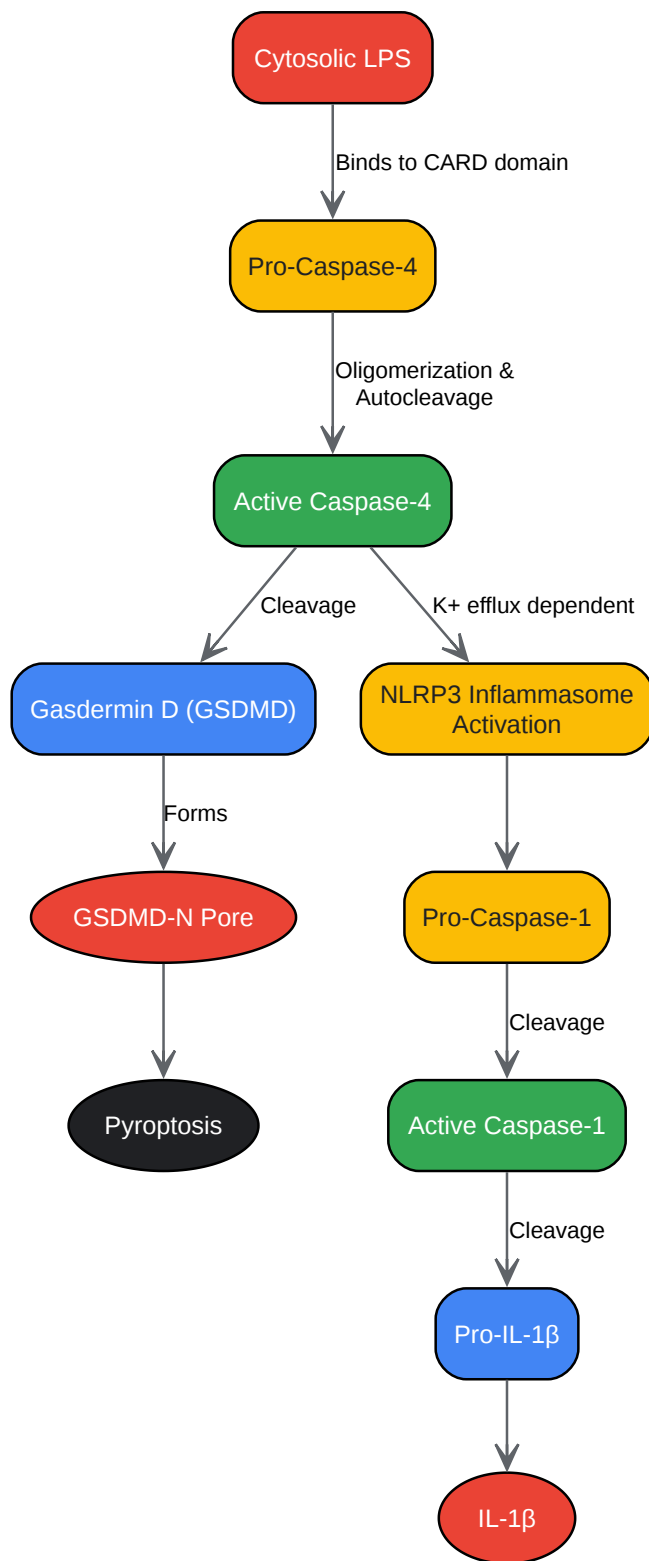 Cytosolic LPS
Binds to CARD domain
Pro-Caspase-4
Oligomerization &
Autocleavage
Active Caspase-4
Cleavage
K+ efflux dependent
Gasdermin D (GSDMD)
NLRP3 Inflammasome
Activation
Forms
GSDMD-N Pore
Pro-Caspase-1
Cleavage
Pyroptosis
Active Caspase-1
Cleavage
Pro-IL-1β
IL-1β